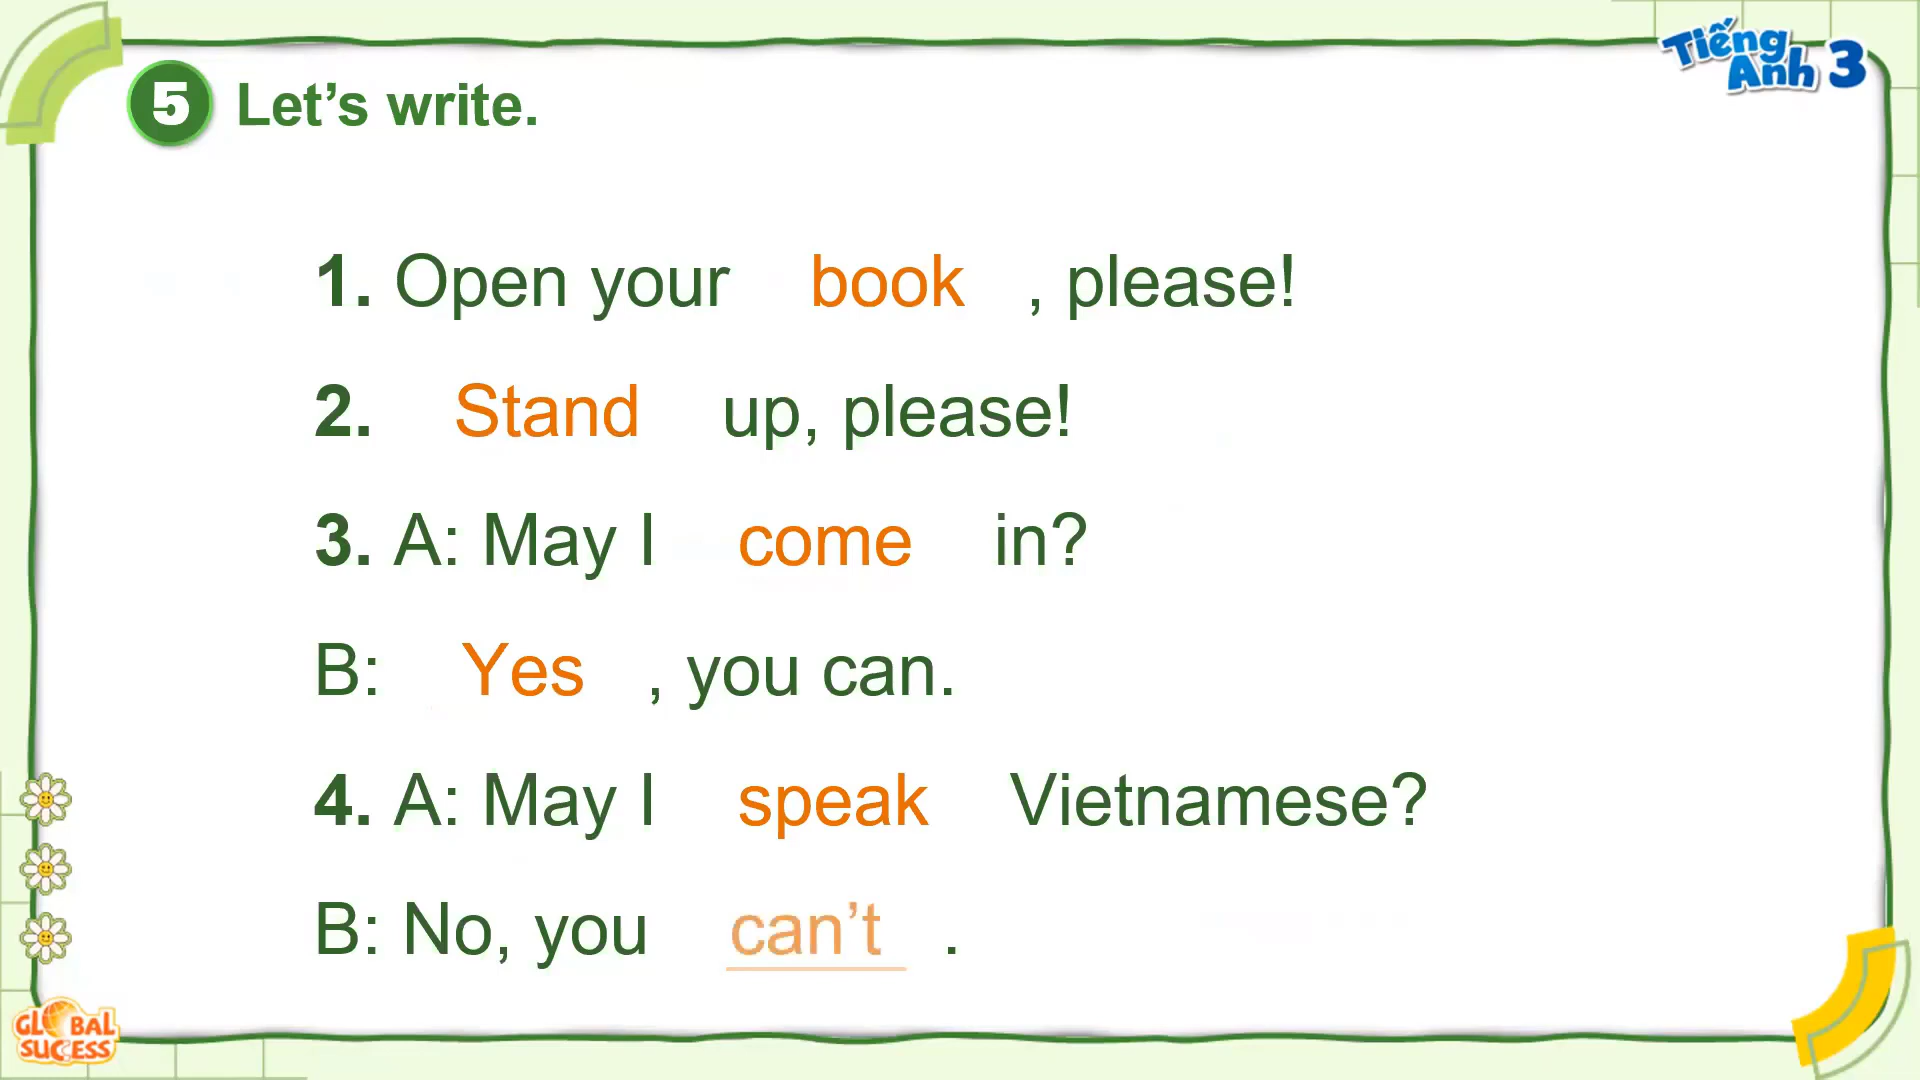 Tiếng
Anh 3
5 Let’s write.
1. Open your book , please!
2. Stand up, please!
3. A: May I come in?
B: Yes , you can.
4. A: May I speak Vietnamese?
B: No, you can’t .
GLOBAL
SUCCESS